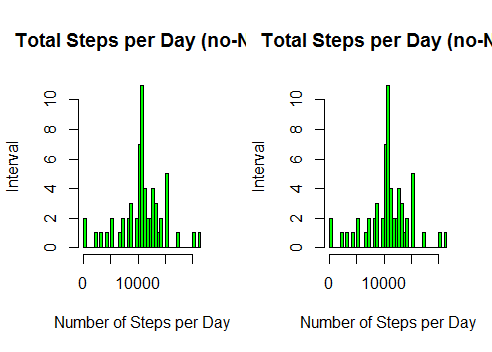 Total Steps per Day (no-N
Total Steps per Day (no-N
Interval
10
8
6
4
2
0
0
10000
Number of Steps per Day
Interval
10
8
6
4
2
0
0
10000
Number of Steps per Day